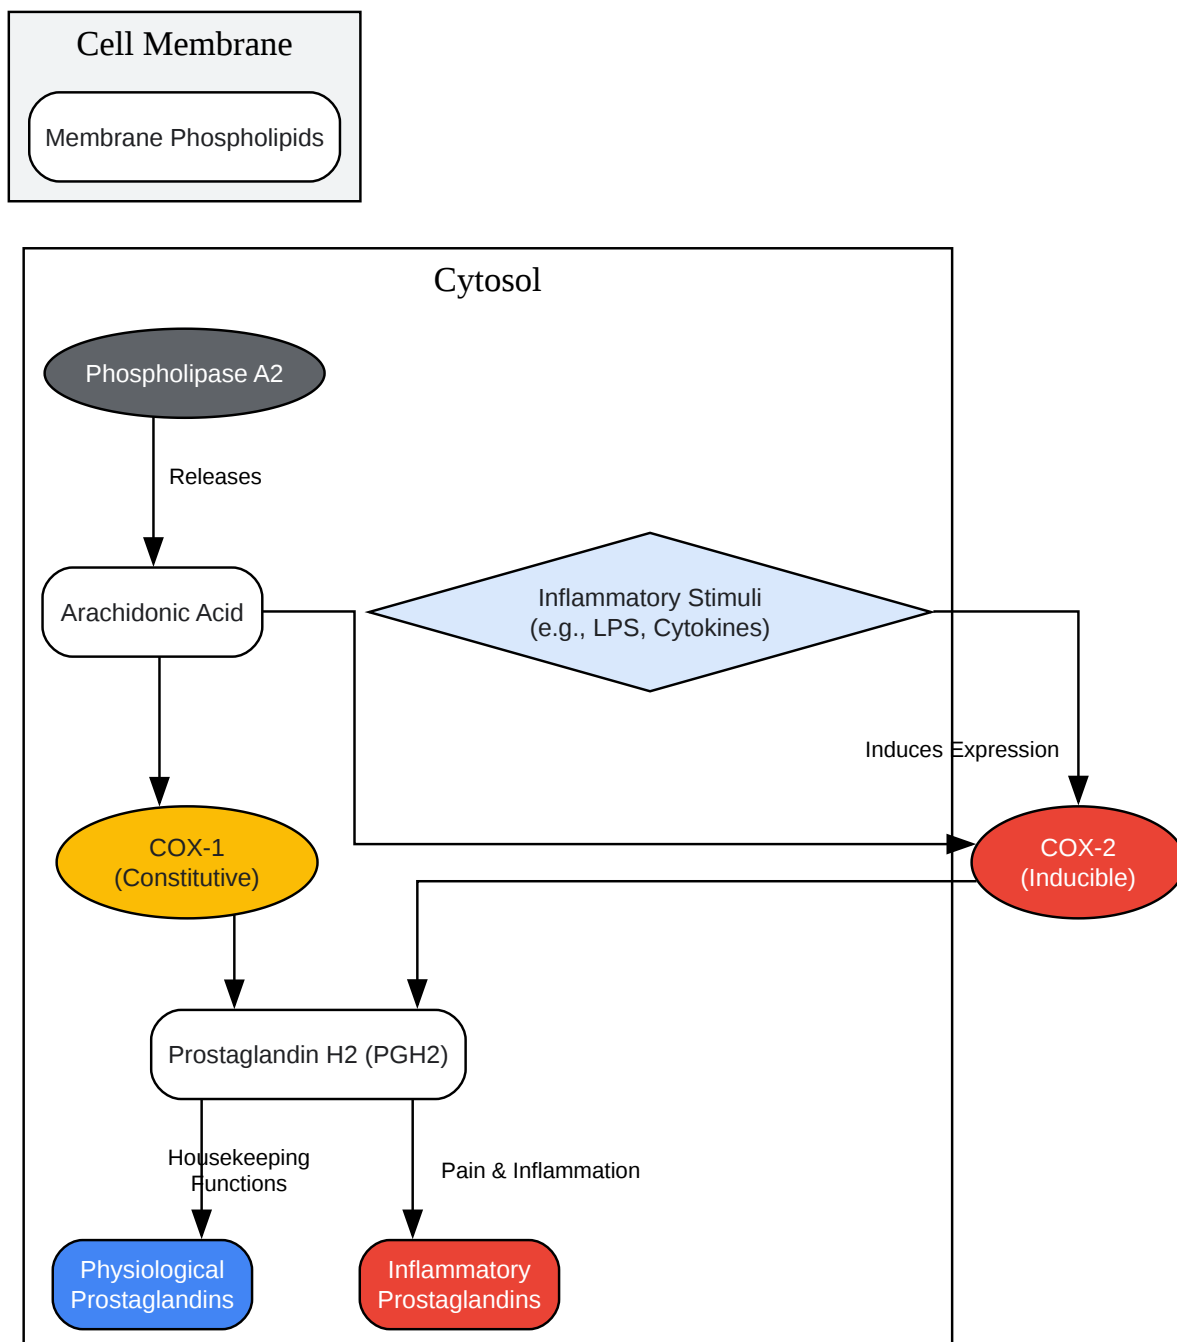 Cell Membrane
Membrane Phospholipids
Cytosol
Phospholipase A2
Releases
Arachidonic Acid
Inflammatory Stimuli
(e.g., LPS, Cytokines)
Induces Expression
COX-1
(Constitutive)
COX-2
(Inducible)
Prostaglandin H2 (PGH2)
Housekeeping
Functions
Pain & Inflammation
Physiological
Prostaglandins
Inflammatory
Prostaglandins